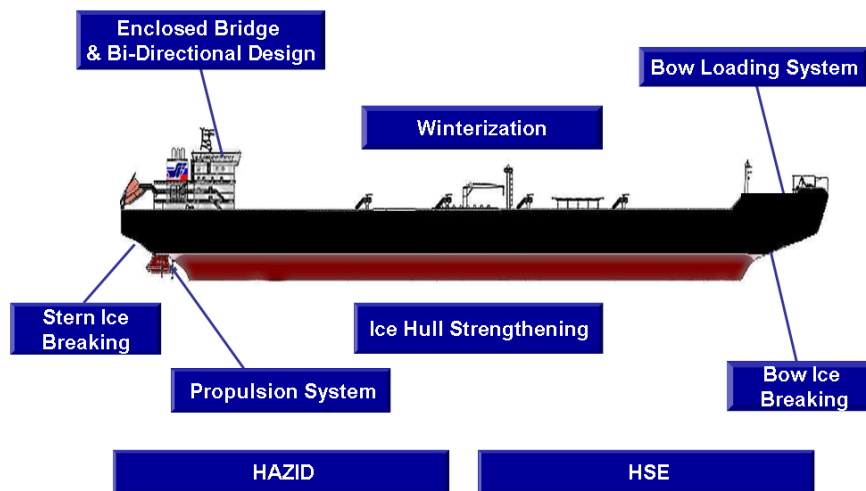 Enclosed Bridge
& Bi-Directional Design
Bow Loading System
Winterization
Stern Ice
Breaking
Ice Hull Strengthening
Propulsion System
Bow Ice
Breaking
HAZID
HSE